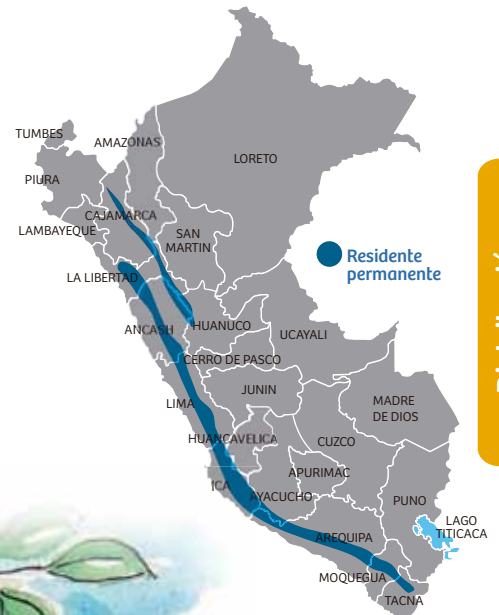 TUMBES
AMAZONAS
LORETO
PIURA
CAJAMARCA
LAMBAYEQUE
SAN
MARTIN
Residente
permanente
LA LIBERTAD
ANCASH
HUANUCO
UCAYALI
CERRO DE PASCO
JUNIN
LIMA
MADRE
DE DIOS
HUANCAVELICA
CUZCO
APURIMAC
ICA
AYACUCHO
PUNO
LAGO
TITICACA
AREQUIPA
MOQUEGUA
TACNA